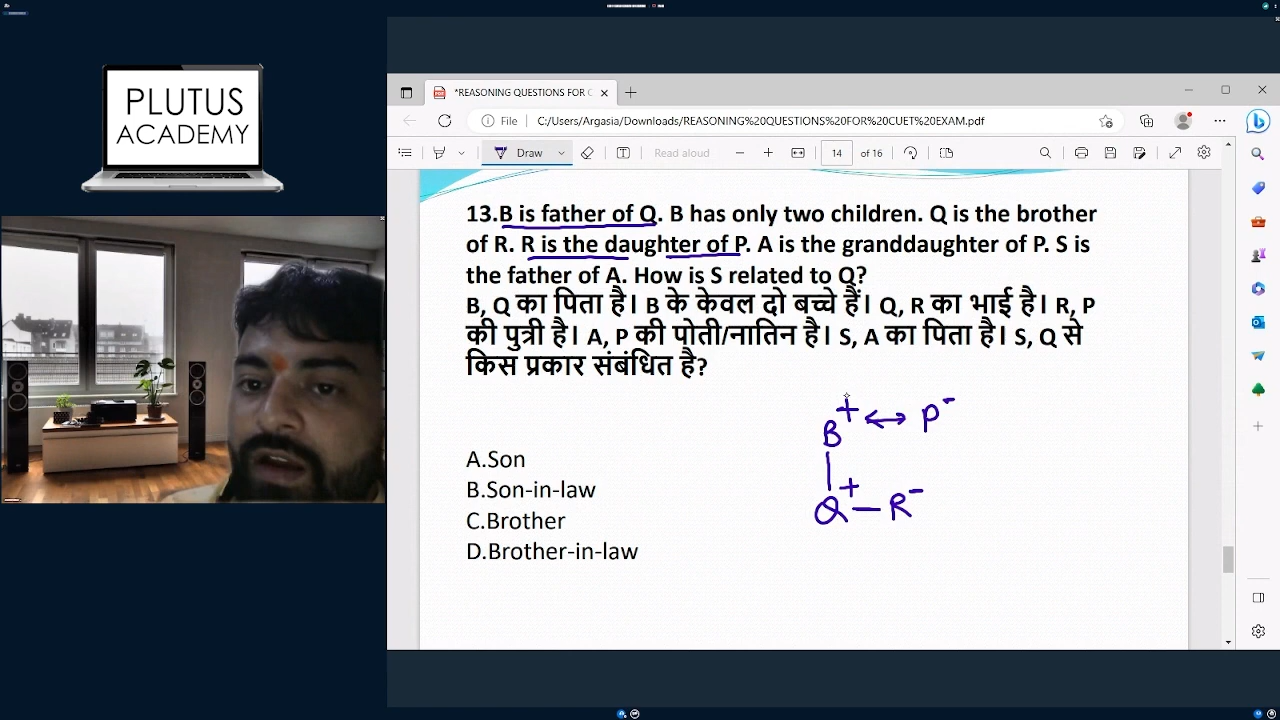 PLUTUS
ACADEMY
*REASONING QUESTIONS FOR C
File
C:/Users/Argasia/Downloads/REASONING%20QUESTIONS%20FOR%20CUET%20EXAM.pdf
Draw
Read aloud
14
of 16
13.B is father of Q. B has only two children. Q is the brother
of R. R is the daughter of P. A is the granddaughter of P. S is
the father of A. How is S related to Q?
B, Q का पिता है। B के केवल दो बच्चे हैं। Q, R का भाई है। R, P
की पुत्री है। A, P की पोती/नातिन है। S, A का पिता है। S, Q से
किस प्रकार संबंधित है?
B+ ↔ P-
Q+ — R-
A.Son
B.Son-in-law
C.Brother
D.Brother-in-law